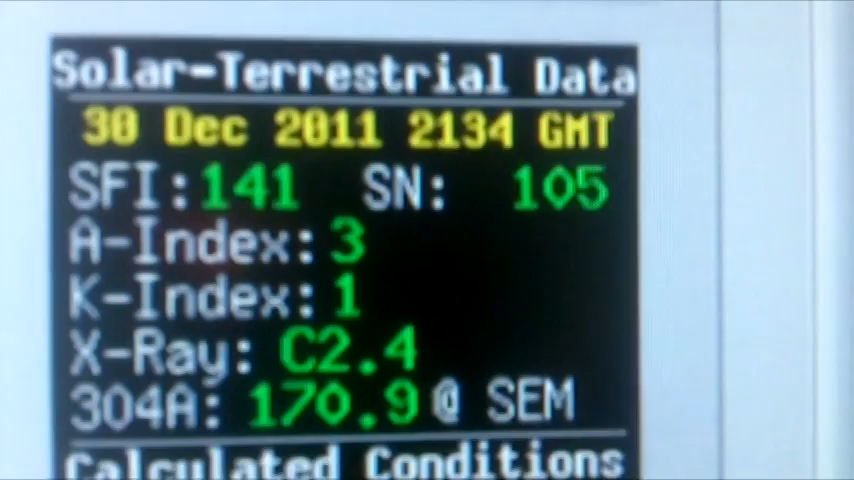 Solar-Terrestrial Data
30 Dec 2011 2134 GMT
SFI:141 SN: 105
A-Index: 3
K-Index: 1
X-Ray: C2.4
304A: 170.9 @ SEM
Calculated Conditions